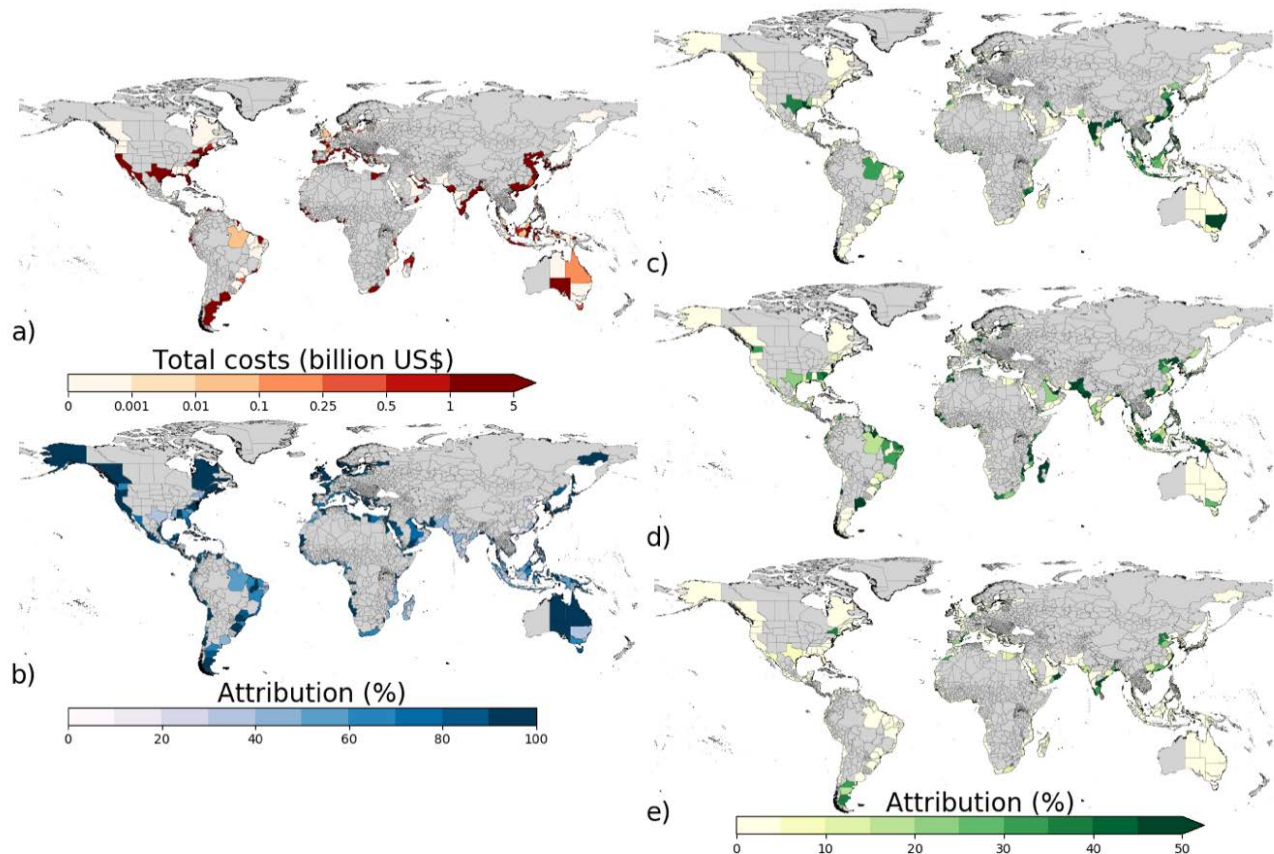 a)
Total costs (billion US$)
0 0.001 0.01 0.1 0.25 0.5 1 5
b)
Attribution (%)
0 20 40 60 80 100
c)
d)
e)
Attribution (%)
0 10 20 30 40 50